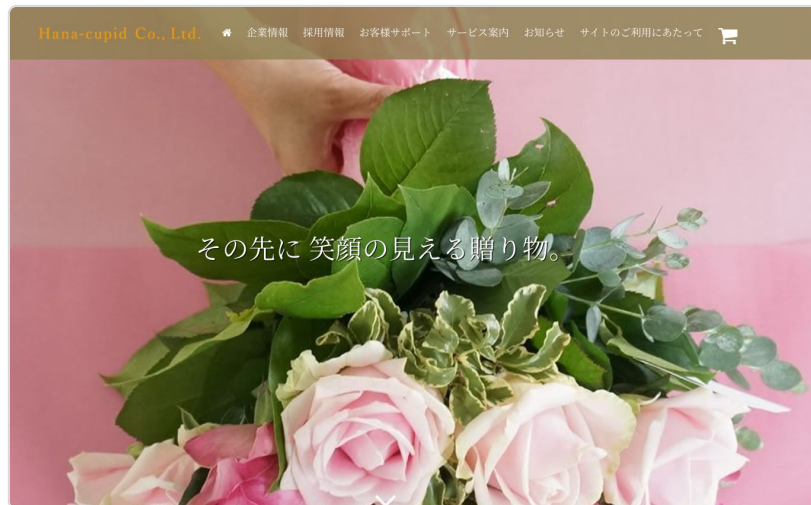 Hana-cupid Co., Ltd. 企業情報 採用情報 お客様サポート サービス案内 お知らせ サイトのご利用にあたって
その先に 笑顔の見える贈り物。